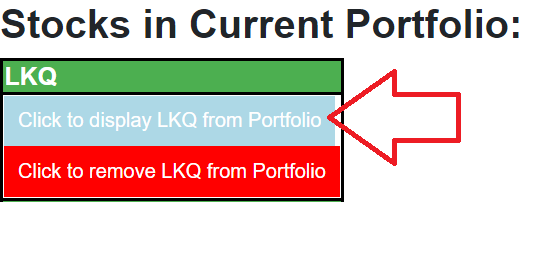 Stocks in Current Portfolio:
LKQ
Click to display LKQ from Portfolio
Click to remove LKQ from Portfolio